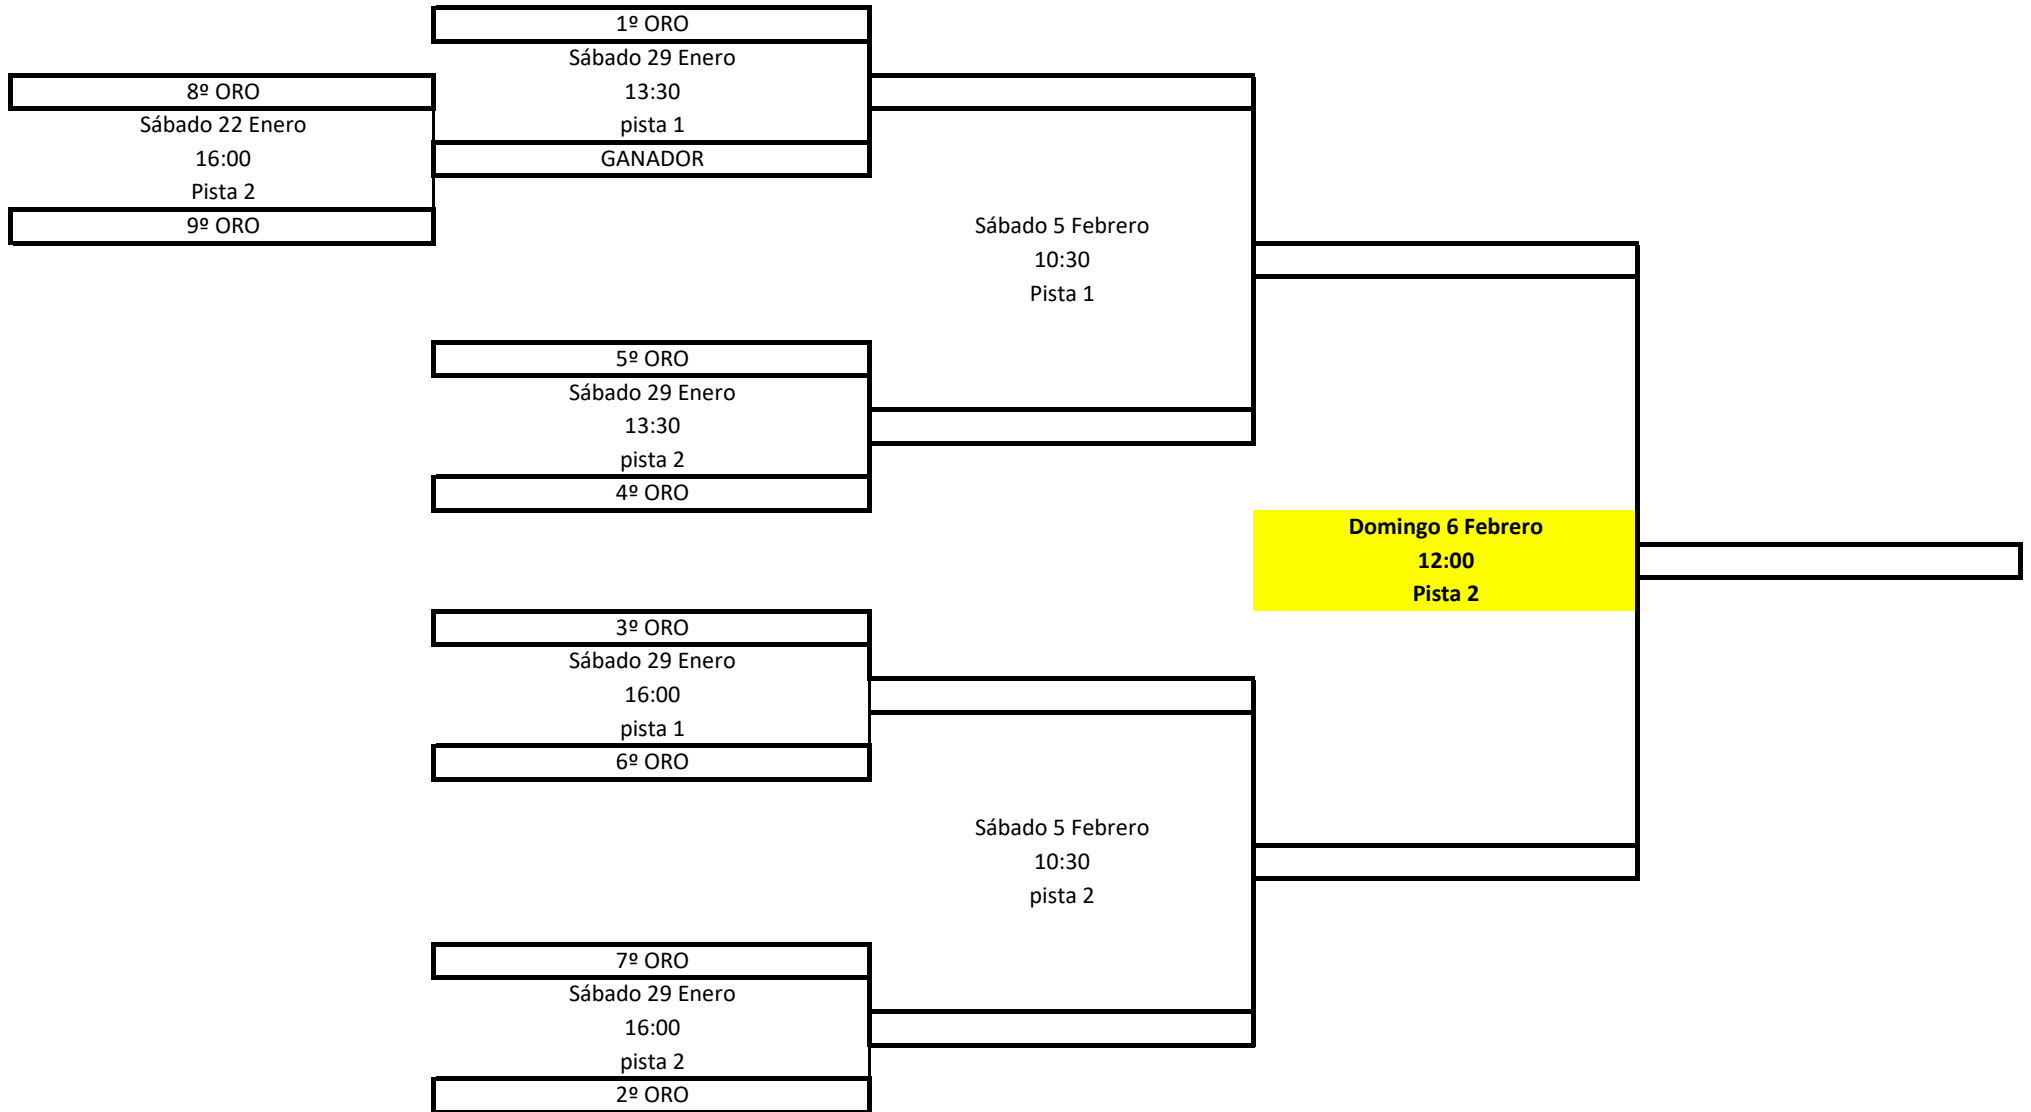 1º ORO
Sábado 29 Enero
13:30
pista 1
GANADOR
8º ORO
Sábado 22 Enero
16:00
Pista 2
9º ORO
Sábado 5 Febrero
10:30
Pista 1
5º ORO
Sábado 29 Enero
13:30
pista 2
4º ORO
Domingo 6 Febrero
12:00
Pista 2
3º ORO
Sábado 29 Enero
16:00
pista 1
6º ORO
Sábado 5 Febrero
10:30
pista 2
7º ORO
Sábado 29 Enero
16:00
pista 2
2º ORO